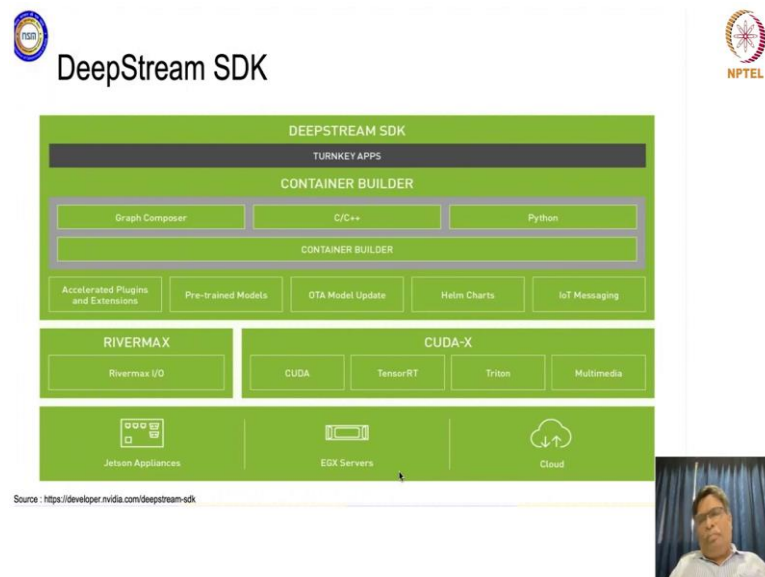 nsm
DeepStream SDK
NPTEL
DEEPSTREAM SDK
TURNKEY APPS
CONTAINER BUILDER
Graph Composer
C/C++
Python
CONTAINER BUILDER
Accelerated Plugins
and Extensions
Pre-trained Models
OTA Model Update
Helm Charts
IoT Messaging
RIVERMAX
CUDA-X
Rivermax I/O
CUDA
TensorRT
Triton
Multimedia
Jetson Appliances
EGX Servers
Cloud
Source : https://developer.nvidia.com/deepstream-sdk